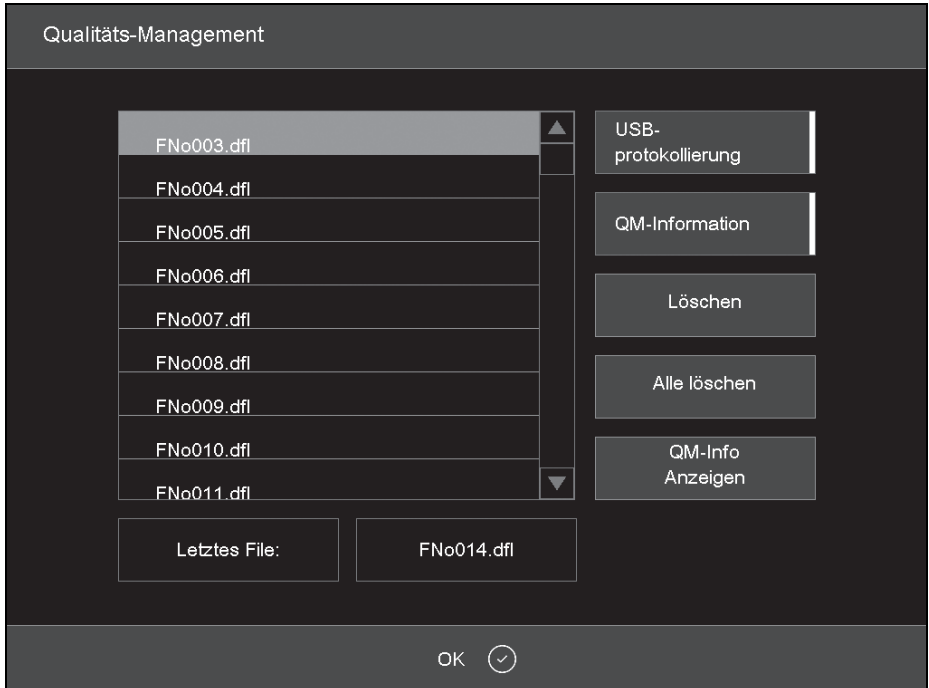 Qualitäts-Management
FNo003.dfl
FNo004.dfl
FNo005.dfl
FNo006.dfl
FNo007.dfl
FNo008.dfl
FNo009.dfl
FNo010.dfl
FNo011.dfl
USB-
protokollierung
QM-Information
Löschen
Alle löschen
QM-Info
Anzeigen
Letztes File:
FNo014.dfl
OK